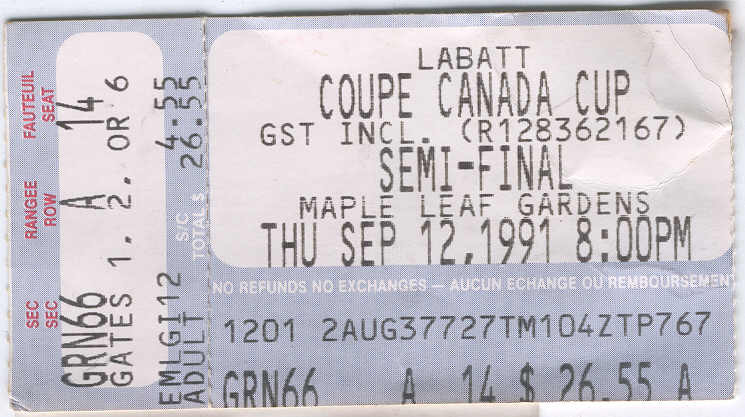 FAUTEUIL SEAT 14
RANGEE ROW A
SEC SEC GRN66
GATES 1. 2. OR 6
S/C 4.55
TOTAL $ 26.55
EMLGI12
ADULT
LABATT
COUPE CANADA CUP
GST INCL. (R128362167)
SEMI-FINAL
MAPLE LEAF GARDENS
THU SEP 12,1991 8:00PM
NO REFUNDS NO EXCHANGES — AUCUN ECHANGE OU REMBOURSEMENT
1201 2AUG37727TM104ZTP767
GRN66 A 14 $ 26.55 A